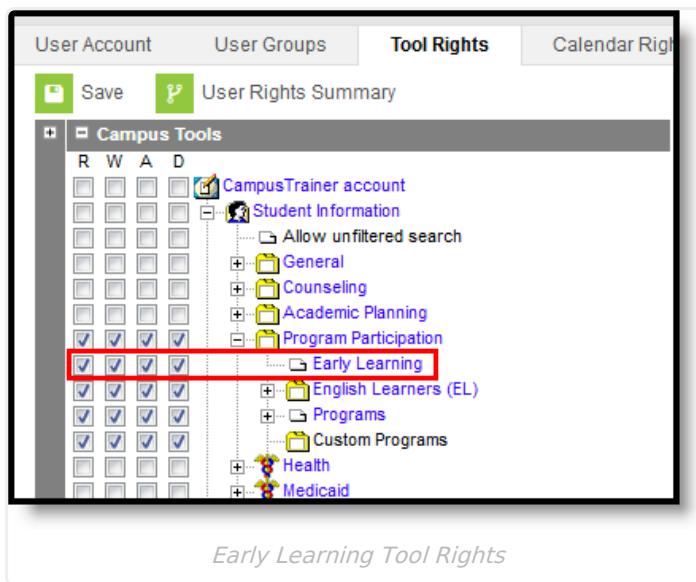 User Account User Groups Tool Rights Calendar Righ
Save User Rights Summary
Campus Tools
R W A D
CampusTrainer account
Student Information
Allow unfiltered search
General
Counseling
Academic Planning
Program Participation
Early Learning
English Learners (EL)
Programs
Custom Programs
Health
Medicaid
Early Learning Tool Rights